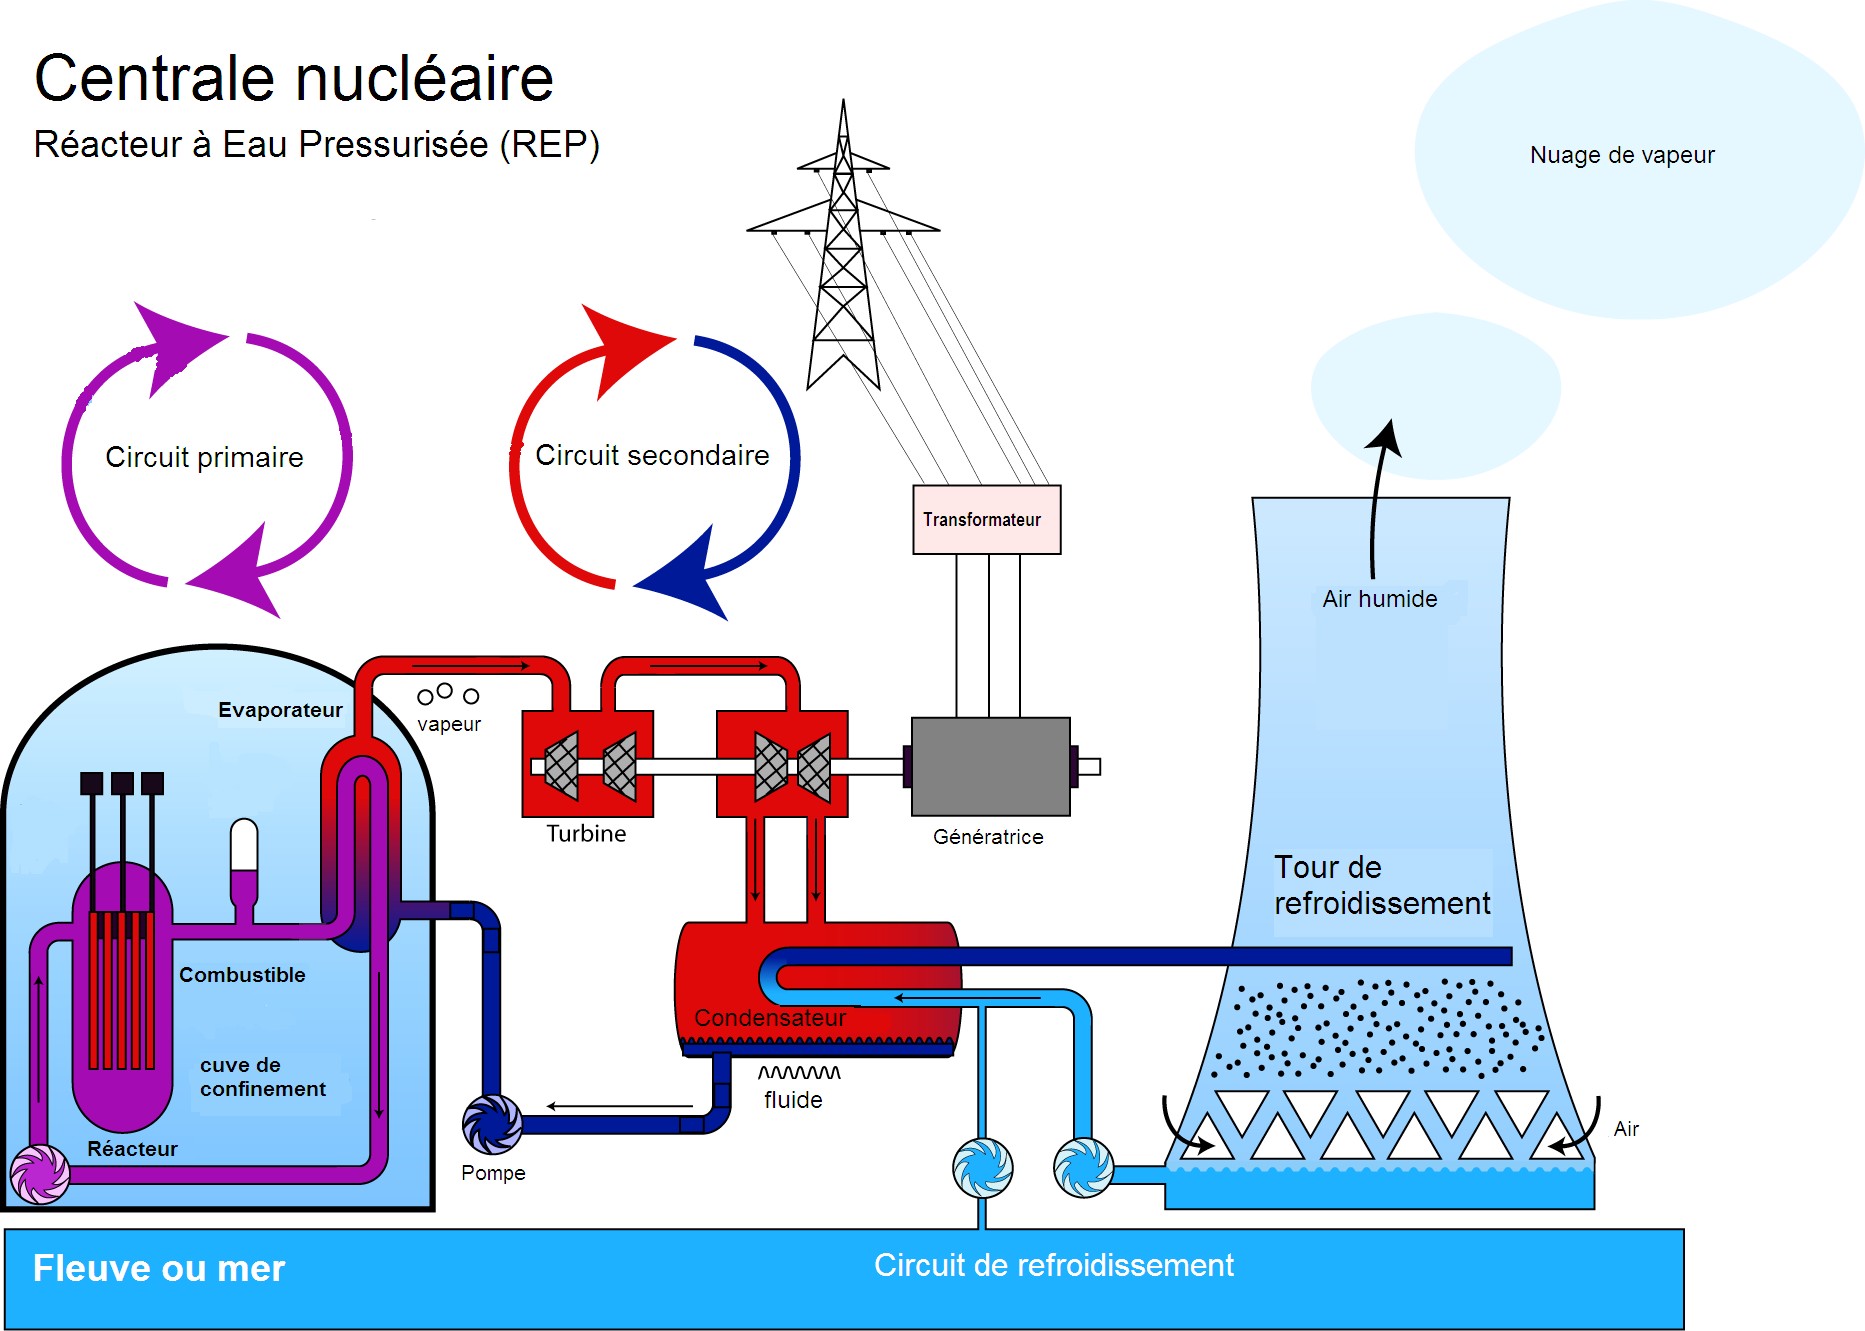 Centrale nucléaire
Réacteur à Eau Pressurisée (REP)
Nuage de vapeur
Circuit primaire
Circuit secondaire
Transformateur
Air humide
Evaporateur
vapeur
Turbine
Génératrice
Tour de
refroidissement
Combustible
Condensateur
cuve de
confinement
fluide
Réacteur
Pompe
Air
Fleuve ou mer
Circuit de refroidissement